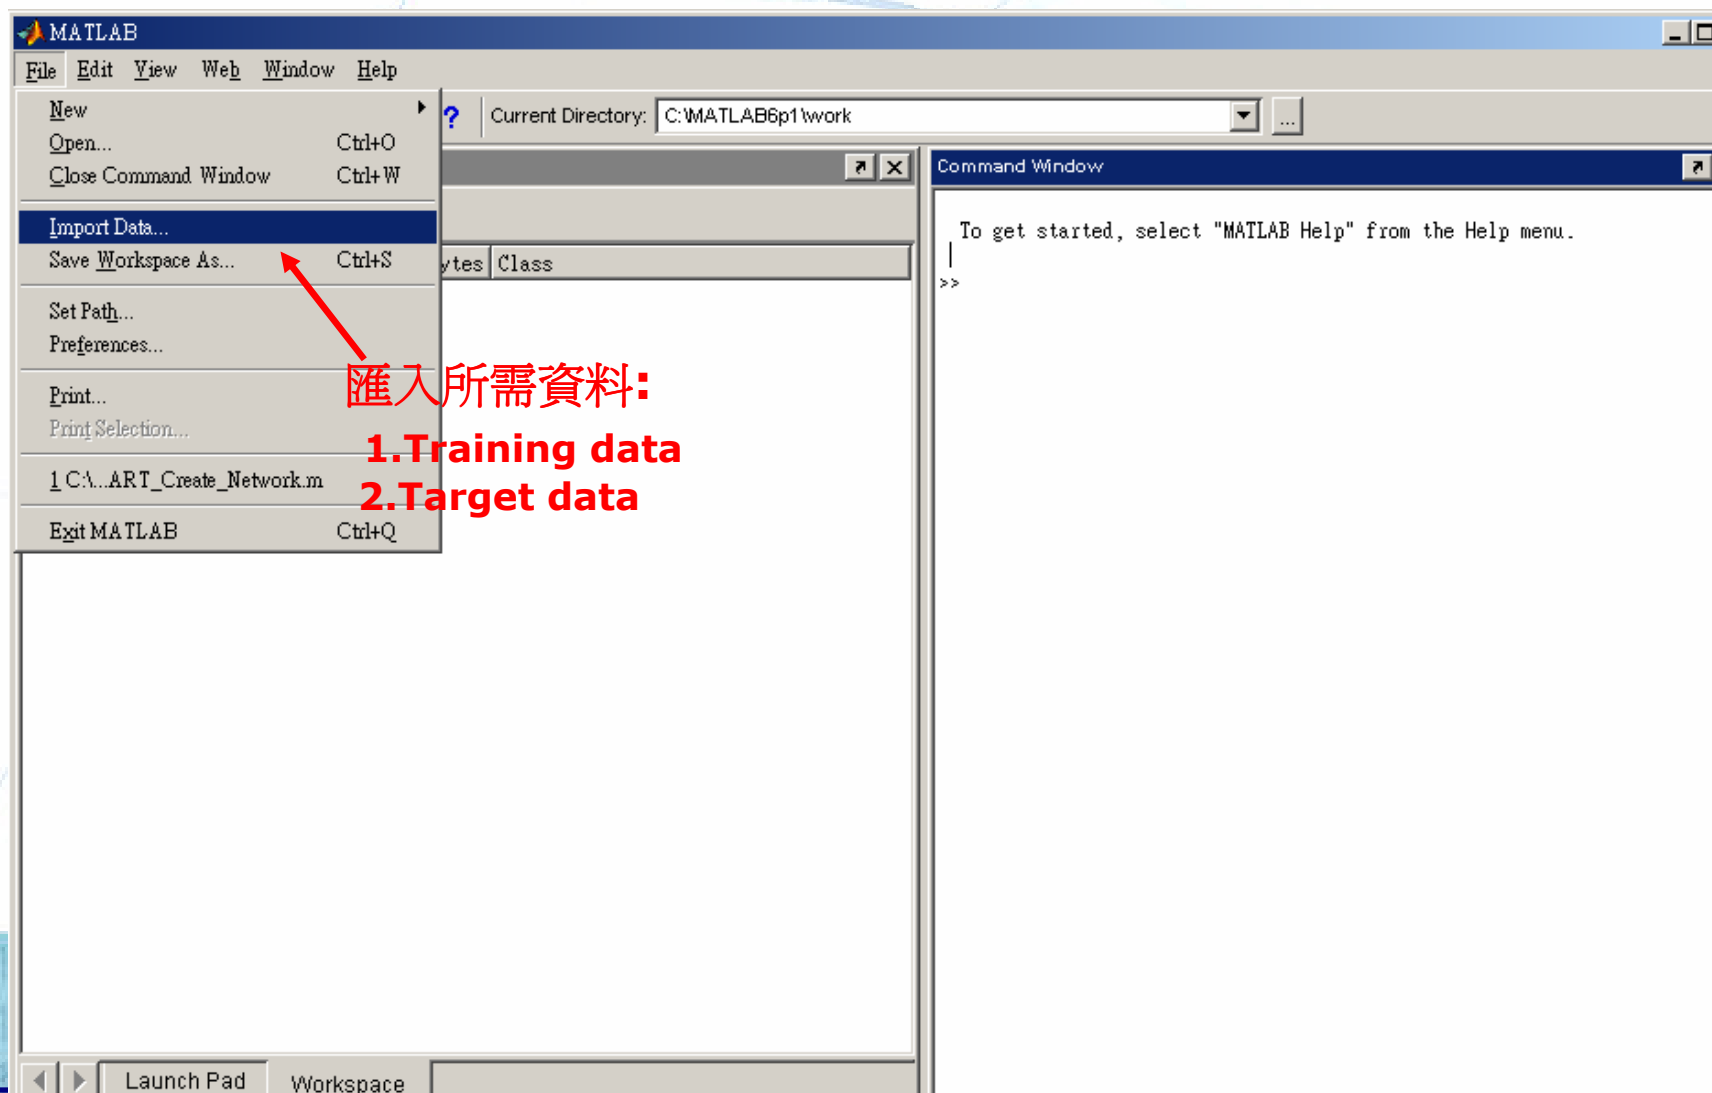 MATLAB
File Edit View Web Window Help
New
Open... Ctrl+O
Close Command Window Ctrl+W
Import Data...
Save Workspace As... Ctrl+S
Set Path...
Preferences...
Print...
Print Selection...
1 C:\...ART_Create_Network.m
Exit MATLAB Ctrl+Q
? Current Directory: C:\MATLAB6p1\work ...
ytes Class
匯入所需資料:
1.Training data
2.Target data
Command Window
To get started, select "MATLAB Help" from the Help menu.
>>
Launch Pad Workspace